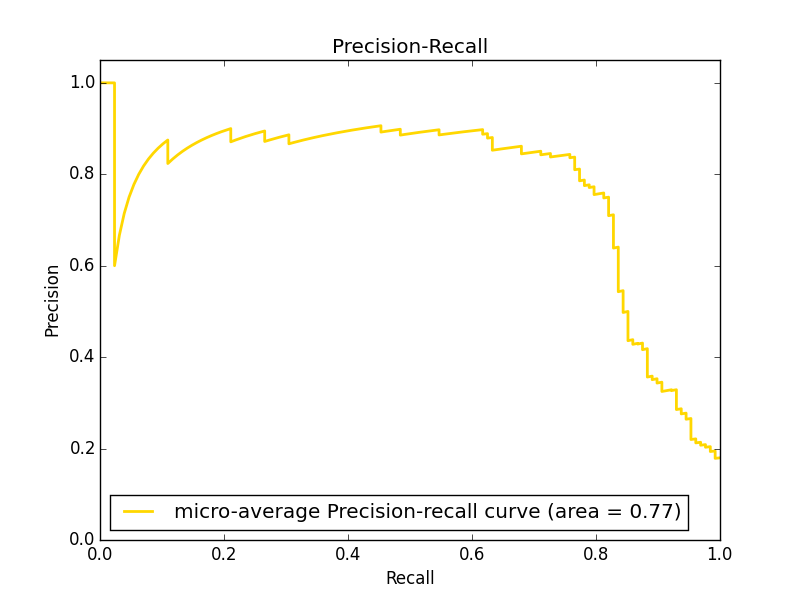 Precision-Recall
1.0
0.8
0.6
0.4
0.2
0.0
Precision
micro-average Precision-recall curve (area = 0.77)
0.0 0.2 0.4 0.6 0.8 1.0
Recall